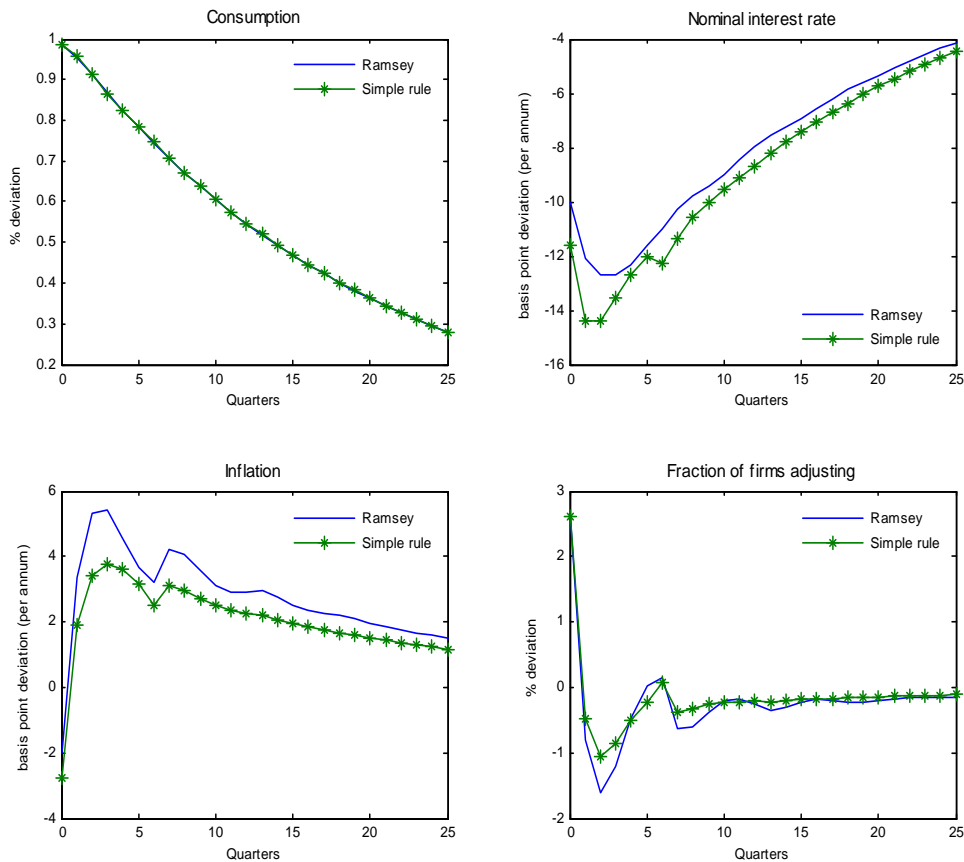 Consumption
1
0.9
0.8
0.7
0.6
0.5
0.4
0.3
0.2
% deviation
Ramsey
Simple rule
0 5 10 15 20 25
Quarters
Nominal interest rate
-4
-6
-8
-10
-12
-14
-16
basis point deviation (per annum)
Ramsey
Simple rule
0 5 10 15 20 25
Quarters
Inflation
6
4
2
0
-2
-4
basis point deviation (per annum)
Ramsey
Simple rule
0 5 10 15 20 25
Quarters
Fraction of firms adjusting
3
2
1
0
-1
-2
% deviation
Ramsey
Simple rule
0 5 10 15 20 25
Quarters